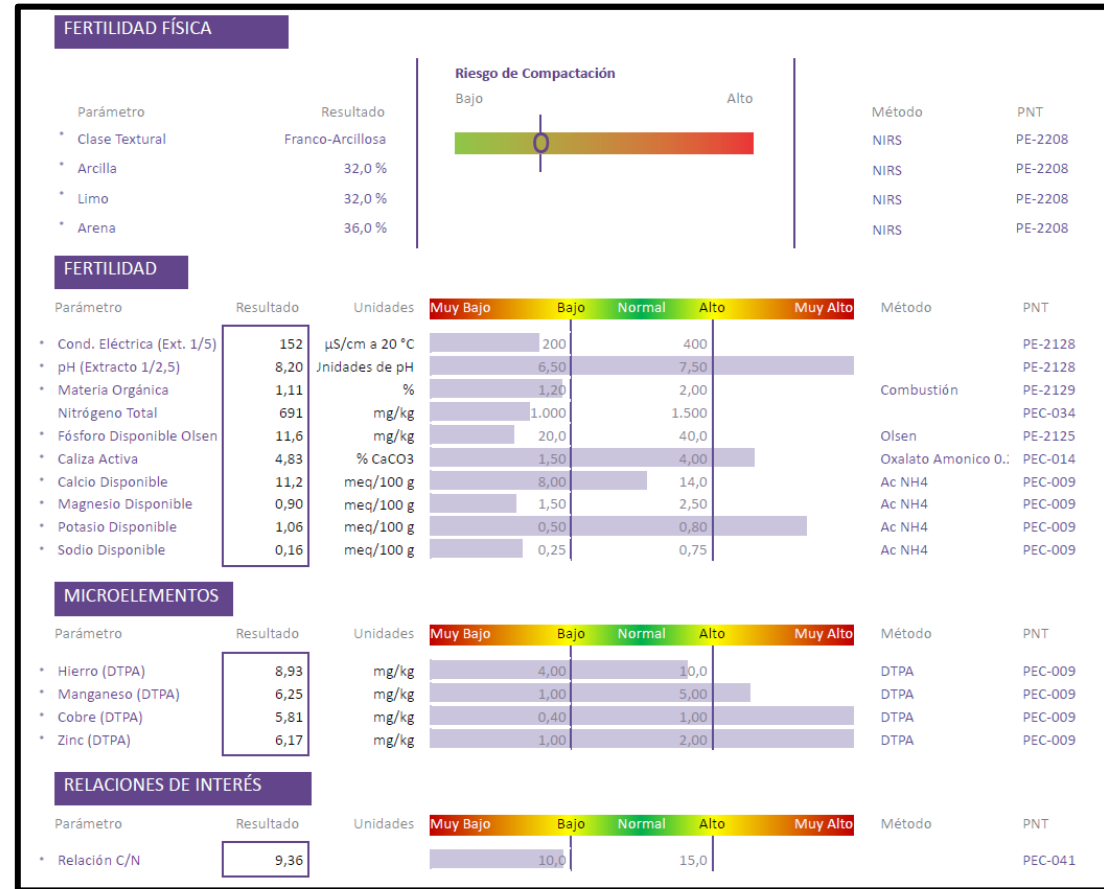 FERTILIDAD FÍSICA
Riesgo de Compactación
Bajo Alto
Parámetro Resultado Método PNT
* Clase Textural Franco-Arcillosa NIRS PE-2208
* Arcilla 32,0 % NIRS PE-2208
* Limo 32,0 % NIRS PE-2208
* Arena 36,0 % NIRS PE-2208
FERTILIDAD
Parámetro Resultado Unidades Muy Bajo Bajo Normal Alto Muy Alto Método PNT
* Cond. Eléctrica (Ext. 1/5) 152 µS/cm a 20 °C 200 400 PE-2128
* pH (Extracto 1/2,5) 8,20 Unidades de pH 6,50 7,50 PE-2128
* Materia Orgánica 1,11 % 1,20 2,00 Combustión PE-2129
Nitrógeno Total 691 mg/kg 1.000 1.500 PEC-034
* Fósforo Disponible Olsen 11,6 mg/kg 20,0 40,0 Olsen PE-2125
* Caliza Activa 4,83 % CaCO3 1,50 4,00 Oxalato Amonico 0.2 PEC-014
* Calcio Disponible 11,2 meq/100 g 8,00 14,0 Ac NH4 PEC-009
* Magnesio Disponible 0,90 meq/100 g 1,50 2,50 Ac NH4 PEC-009
* Potasio Disponible 1,06 meq/100 g 0,50 0,80 Ac NH4 PEC-009
* Sodio Disponible 0,16 meq/100 g 0,25 0,75 Ac NH4 PEC-009
MICROELEMENTOS
Parámetro Resultado Unidades Muy Bajo Bajo Normal Alto Muy Alto Método PNT
* Hierro (DTPA) 8,93 mg/kg 4,00 10,0 DTPA PEC-009
* Manganeso (DTPA) 6,25 mg/kg 1,00 5,00 DTPA PEC-009
* Cobre (DTPA) 5,81 mg/kg 0,40 1,00 DTPA PEC-009
* Zinc (DTPA) 6,17 mg/kg 1,00 2,00 DTPA PEC-009
RELACIONES DE INTERÉS
Parámetro Resultado Unidades Muy Bajo Bajo Normal Alto Muy Alto Método PNT
* Relación C/N 9,36 10,0 15,0 PEC-041